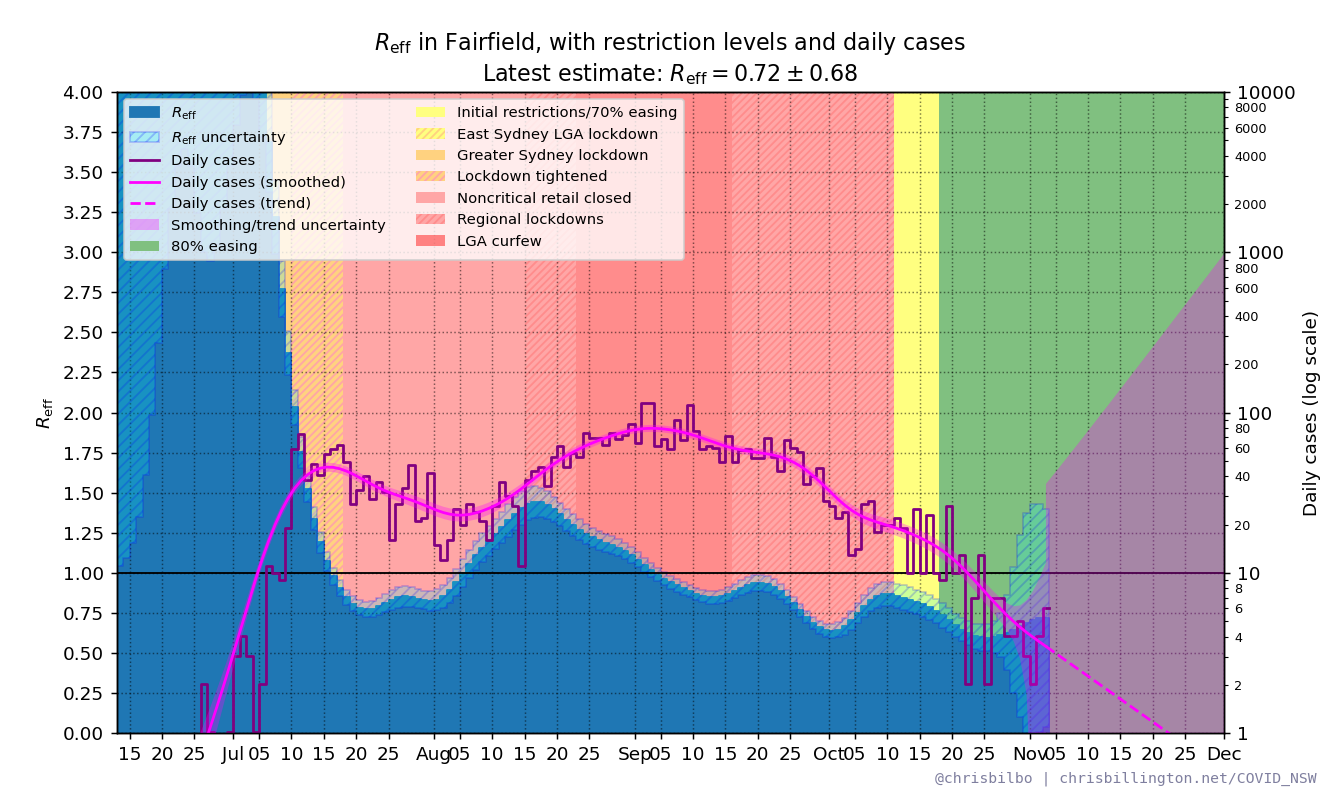 Reff in Fairfield, with restriction levels and daily cases
Latest estimate: Reff = 0.72 ± 0.68
Reff
Reff uncertainty
Daily cases
Daily cases (smoothed)
Daily cases (trend)
Smoothing/trend uncertainty
80% easing
Initial restrictions/70% easing
East Sydney LGA lockdown
Greater Sydney lockdown
Lockdown tightened
Noncritical retail closed
Regional lockdowns
LGA curfew
Reff
4.00
3.75
3.50
3.25
3.00
2.75
2.50
2.25
2.00
1.75
1.50
1.25
1.00
0.75
0.50
0.25
0.00
10000
8000
6000
4000
2000
1000
800
600
400
200
100
80
60
40
20
10
8
6
4
2
1
Daily cases (log scale)
15 20 25 Jul 05 10 15 20 25 Aug 05 10 15 20 25 Sep 05 10 15 20 25 Oct 05 10 15 20 25 Nov 05 10 15 20 25 Dec
@chrisbilbo | chrisbillington.net/COVID_NSW